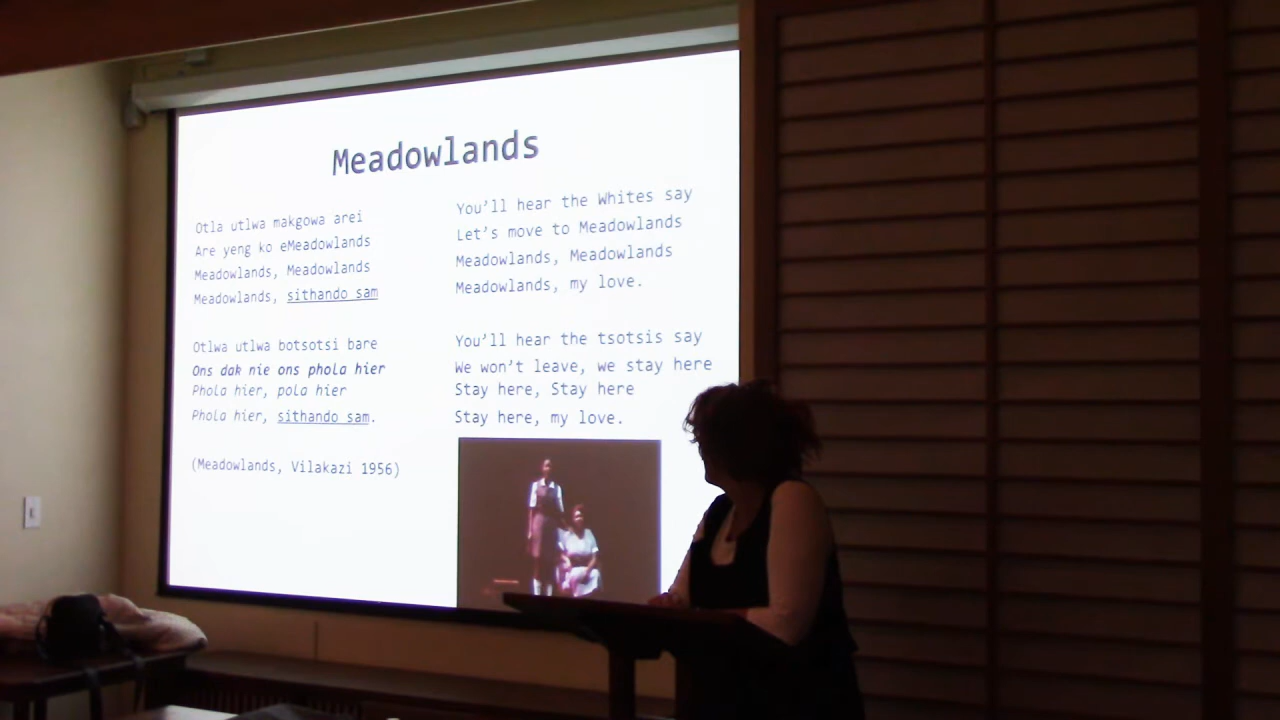 Meadowlands
Otla utlwa makgowa arei
Are yeng ko eMeadowlands
Meadowlands, Meadowlands
Meadowlands, sithando sam
Otlwa utlwa botsotsi bare
Ons dak nie ons phola hier
Phola hier, pola hier
Phola hier, sithando sam.
(Meadowlands, Vilakazi 1956)
You'll hear the Whites say
Let's move to Meadowlands
Meadowlands, Meadowlands
Meadowlands, my love.
You'll hear the tsotsis say
We won't leave, we stay here
Stay here, Stay here
Stay here, my love.